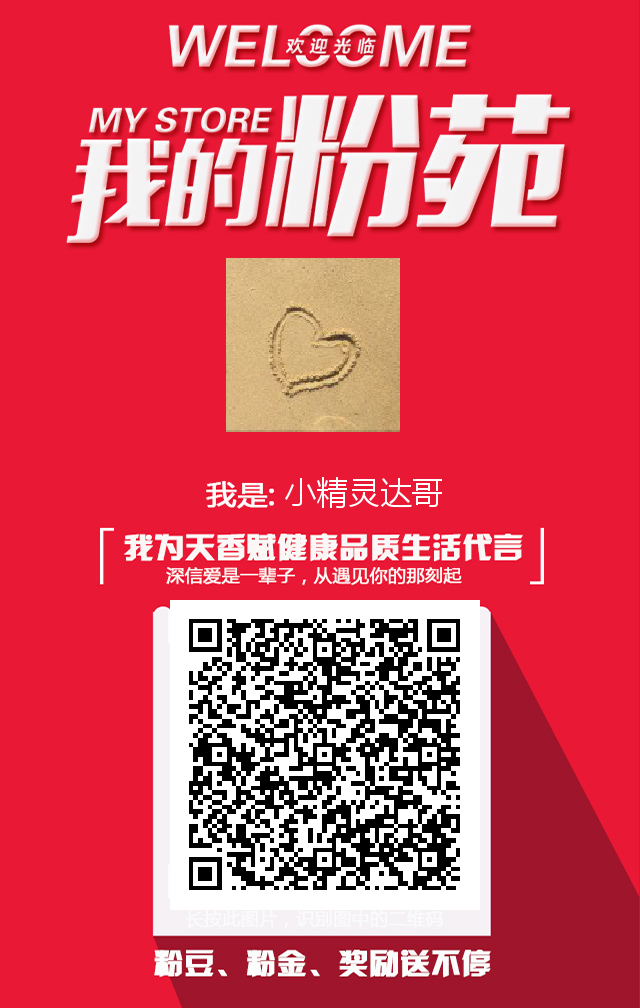 WELCOME
欢迎光临
MY STORE
我的粉苑
我是: 小精灵达哥
我为天香赋健康品质生活代言
深信爱是一辈子，从遇见你的那刻起
长按此图片，识别图中的二维码
粉豆、粉金、奖励送不停